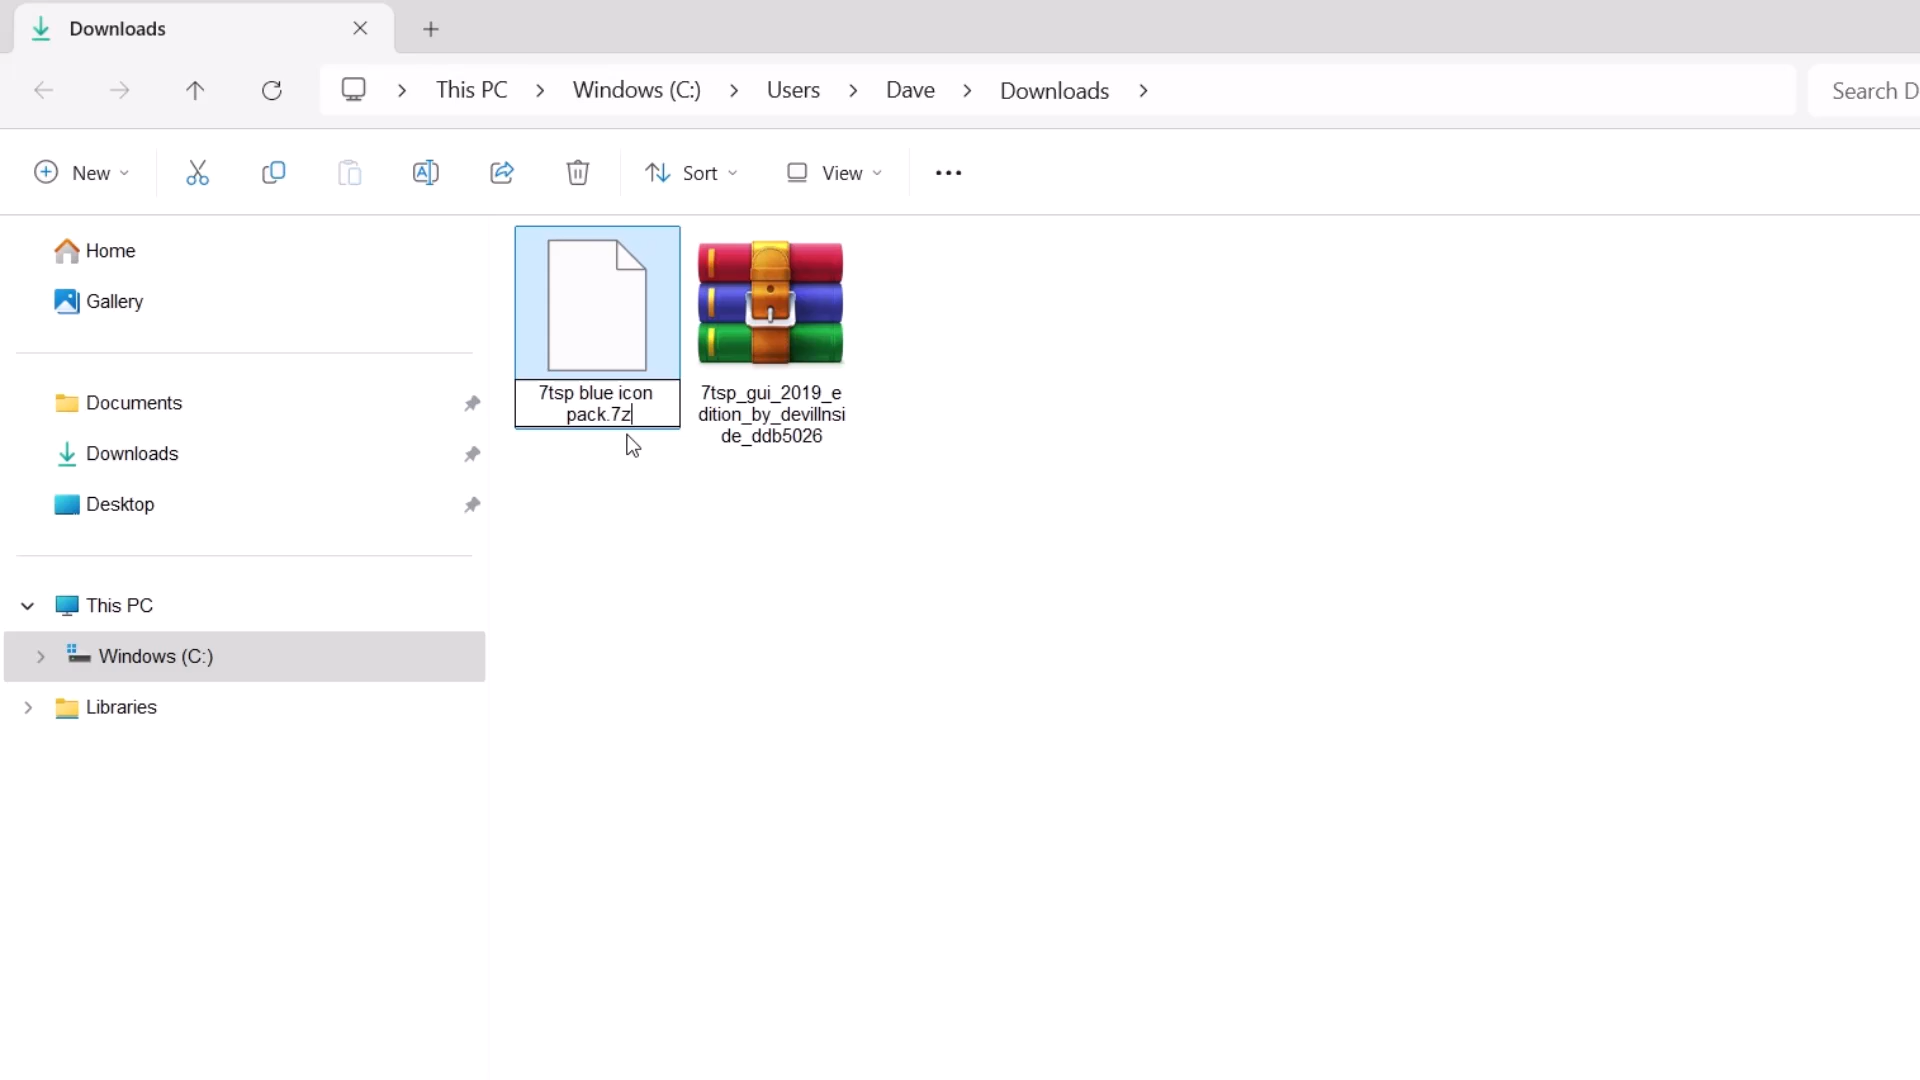 Downloads
This PC
Windows (C:)
Users
Dave
Downloads
Search D
New
Sort
View
Home
Gallery
Documents
Downloads
Desktop
This PC
Windows (C:)
Libraries
7tsp blue icon
pack.7z
7tsp_gui_2019_e
dition_by_devillnsi
de_ddb5026